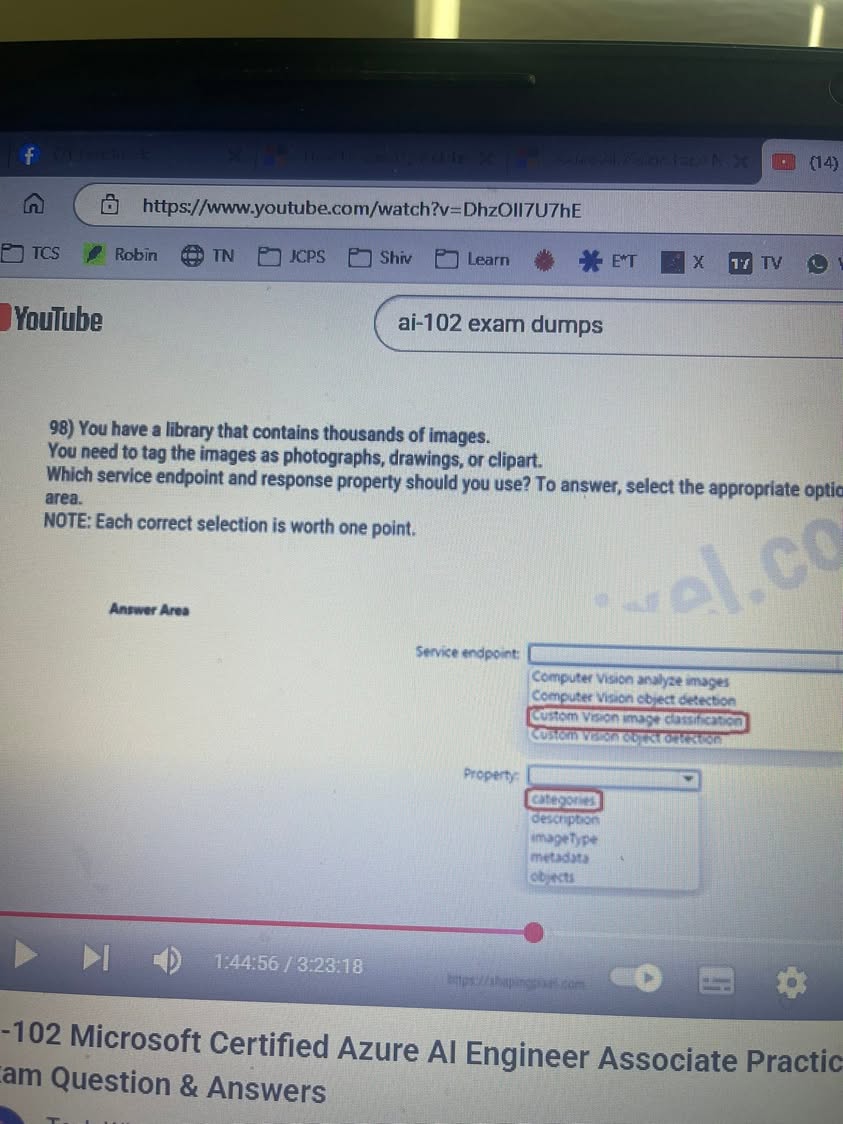 (14)
https://www.youtube.com/watch?v=DhzOlI7U7hE
TCS Robin TN JCPS Shiv Learn E*T X 17 TV
YouTube ai-102 exam dumps
98) You have a library that contains thousands of images.
You need to tag the images as photographs, drawings, or clipart.
Which service endpoint and response property should you use? To answer, select the appropriate optio
area.
NOTE: Each correct selection is worth one point.
el.co
Answer Area
Service endpoint:
Computer Vision analyze images
Computer Vision object detection
Custom Vision image classification
Custom Vision object detection
Property:
categories
description
imageType
metadata
objects
1:44:56 / 3:23:18
https://shapingpixel.com
-102 Microsoft Certified Azure AI Engineer Associate Practic
am Question & Answers